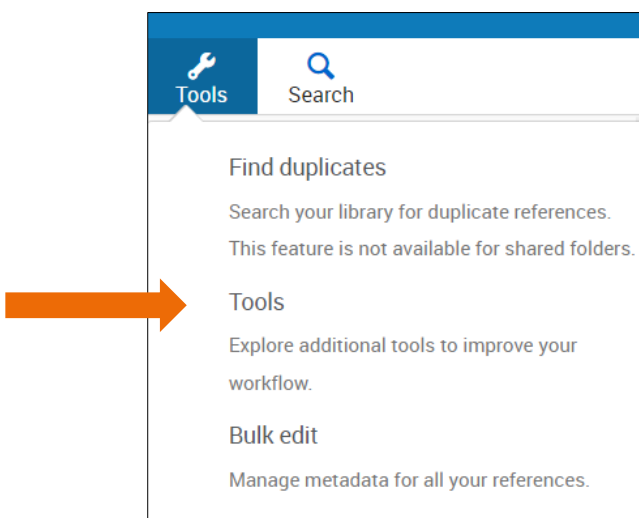 Tools Search
Find duplicates
Search your library for duplicate references.
This feature is not available for shared folders.
Tools
Explore additional tools to improve your
workflow.
Bulk edit
Manage metadata for all your references.